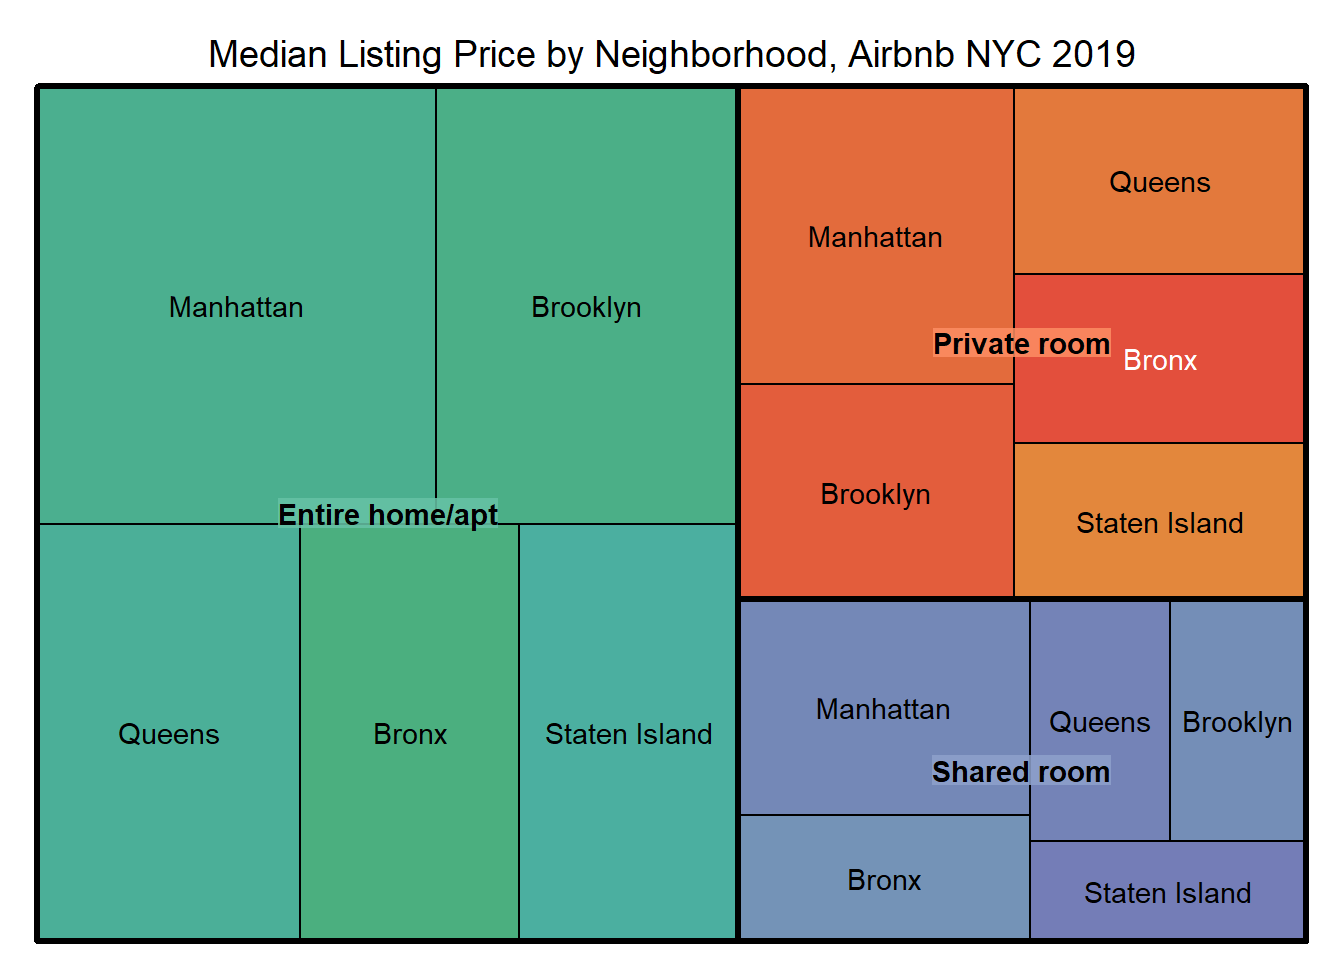 Median Listing Price by Neighborhood, Airbnb NYC 2019
Manhattan
Brooklyn
Entire home/apt
Queens
Bronx
Staten Island
Manhattan
Queens
Private room
Bronx
Brooklyn
Staten Island
Manhattan
Queens
Brooklyn
Shared room
Bronx
Staten Island